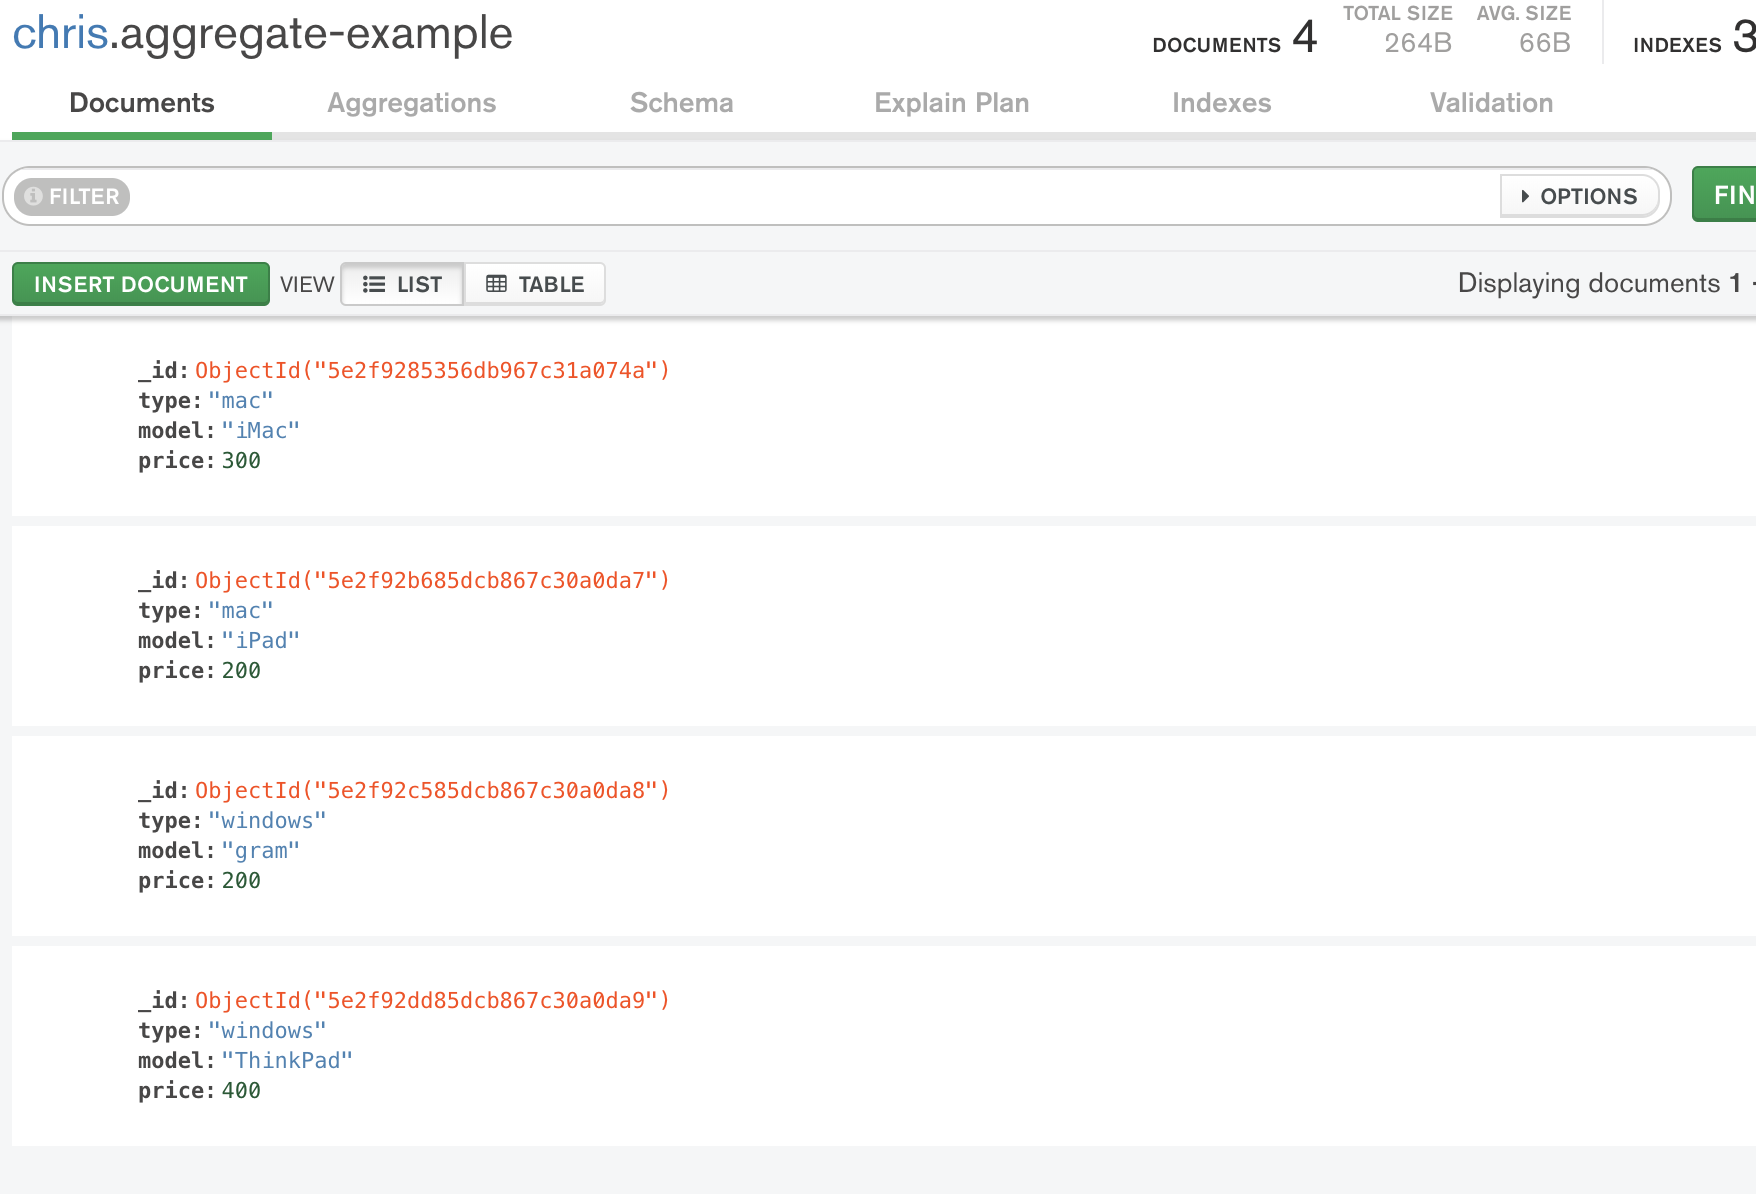 chris.aggregate-example
DOCUMENTS 4 TOTAL SIZE 264B AVG. SIZE 66B INDEXES 3
Documents Aggregations Schema Explain Plan Indexes Validation
FILTER OPTIONS FIN
INSERT DOCUMENT VIEW LIST TABLE Displaying documents 1 -
_id: ObjectId("5e2f9285356db967c31a074a")
type: "mac"
model: "iMac"
price: 300
_id: ObjectId("5e2f92b685dcb867c30a0da7")
type: "mac"
model: "iPad"
price: 200
_id: ObjectId("5e2f92c585dcb867c30a0da8")
type: "windows"
model: "gram"
price: 200
_id: ObjectId("5e2f92dd85dcb867c30a0da9")
type: "windows"
model: "ThinkPad"
price: 400